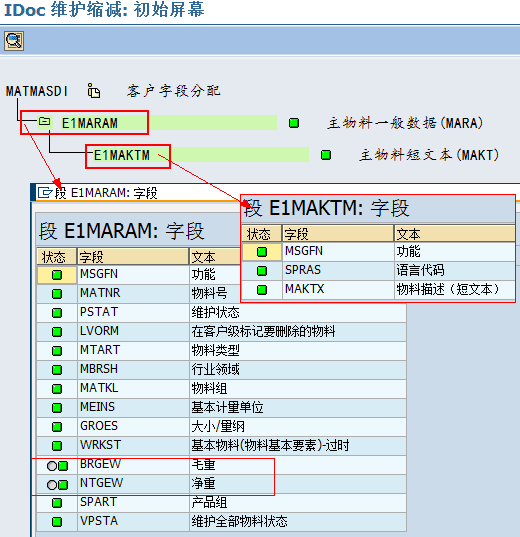 IDoc 维护缩减: 初始屏幕
MATMASDI 客户字段分配
E1MARAM 主物料一般数据(MARA)
E1MAKTM 主物料短文本(MAKT)
段 E1MARAM: 字段
段 E1MAKTM: 字段
状态 字段 文本
MSGFN 功能
SPRAS 语言代码
MAKTX 物料描述（短文本）
段 E1MARAM: 字段
状态 字段 文本
MSGFN 功能
MATNR 物料号
PSTAT 维护状态
LVORM 在客户级标记要删除的物料
MTART 物料类型
MBRSH 行业领域
MATKL 物料组
MEINS 基本计量单位
GROES 大小/量纲
WRKST 基本物料(物料基本要素)-过时
BRGEW 毛重
NTGEW 净重
SPART 产品组
VPSTA 维护全部物料状态